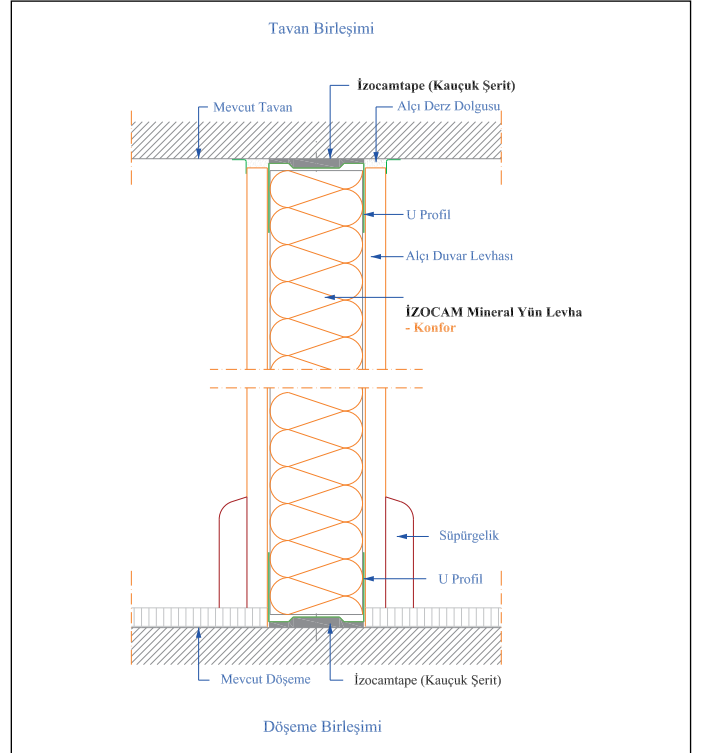 Tavan Birleşimi
İzocamtape (Kauçuk Şerit)
Mevcut Tavan
Alçı Derz Dolgusu
U Profil
Alçı Duvar Levhası
İZOCAM Mineral Yün Levha
- Konfor
Süpürgelik
U Profil
Mevcut Döşeme
İzocamtape (Kauçuk Şerit)
Döşeme Birleşimi